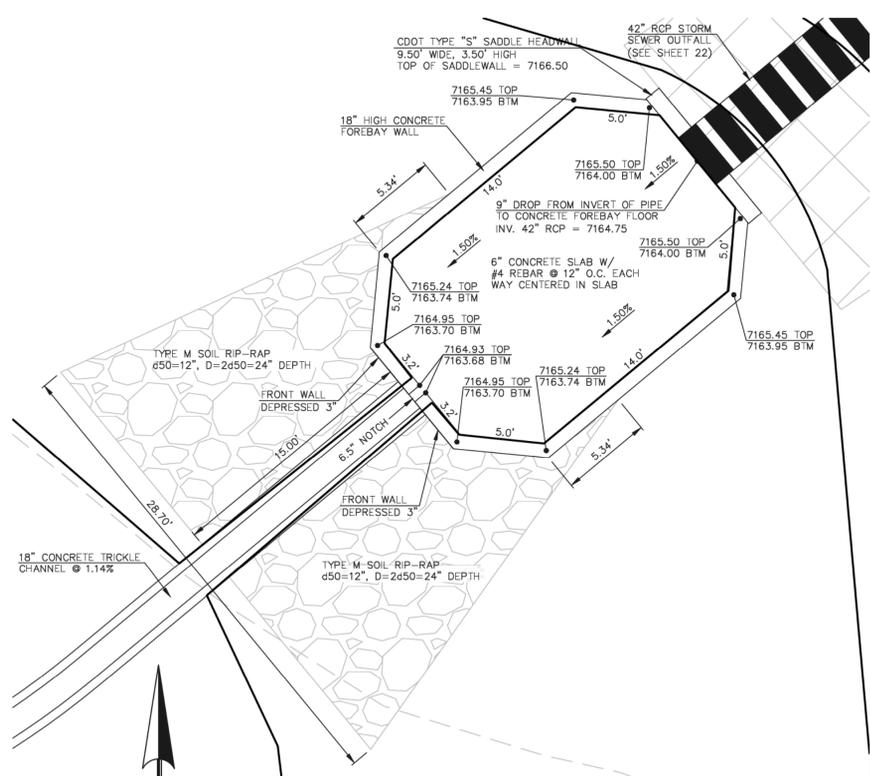 42" RCP STORM
SEWER OUTFALL
(SEE SHEET 22)
CDOT TYPE "S" SADDLE HEADWALL
9.50' WIDE, 3.50' HIGH
TOP OF SADDLEWALL = 7166.50
7165.45 TOP
7163.95 BTM
18" HIGH CONCRETE
FOREBAY WALL
5.0'
7165.50 TOP
7164.00 BTM
1.50%
5.34'
14.0'
9" DROP FROM INVERT OF PIPE
TO CONCRETE FOREBAY FLOOR
INV. 42" RCP = 7164.75
1.50%
7165.50 TOP
7164.00 BTM
5.0'
6" CONCRETE SLAB W/
#4 REBAR @ 12" O.C. EACH
WAY CENTERED IN SLAB
7165.24 TOP
7163.74 BTM
5.0'
1.50%
7164.95 TOP
7163.70 BTM
7165.45 TOP
7163.95 BTM
TYPE M SOIL RIP-RAP
d50=12", D=2d50=24" DEPTH
3.2'
7164.93 TOP
7163.68 BTM
14.0'
7165.24 TOP
7163.74 BTM
7164.95 TOP
7163.70 BTM
FRONT WALL
DEPRESSED 3"
3.2'
5.0'
15.00'
6.5" NOTCH
5.34'
28.70'
FRONT WALL
DEPRESSED 3"
18" CONCRETE TRICKLE
CHANNEL @ 1.14%
TYPE M SOIL RIP-RAP
d50=12", D=2d50=24" DEPTH